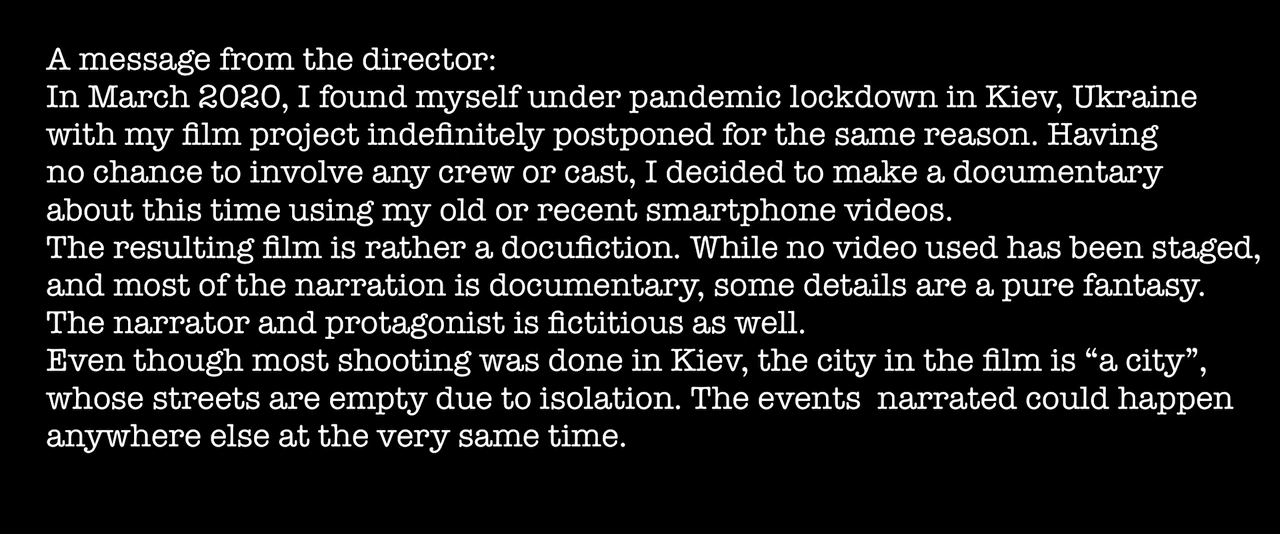 A message from the director:
In March 2020, I found myself under pandemic lockdown in Kiev, Ukraine
with my film project indefinitely postponed for the same reason. Having
no chance to involve any crew or cast, I decided to make a documentary
about this time using my old or recent smartphone videos.
The resulting film is rather a docufiction. While no video used has been staged,
and most of the narration is documentary, some details are a pure fantasy.
The narrator and protagonist is fictitious as well.
Even though most shooting was done in Kiev, the city in the film is “a city”,
whose streets are empty due to isolation. The events  narrated could happen
anywhere else at the very same time.